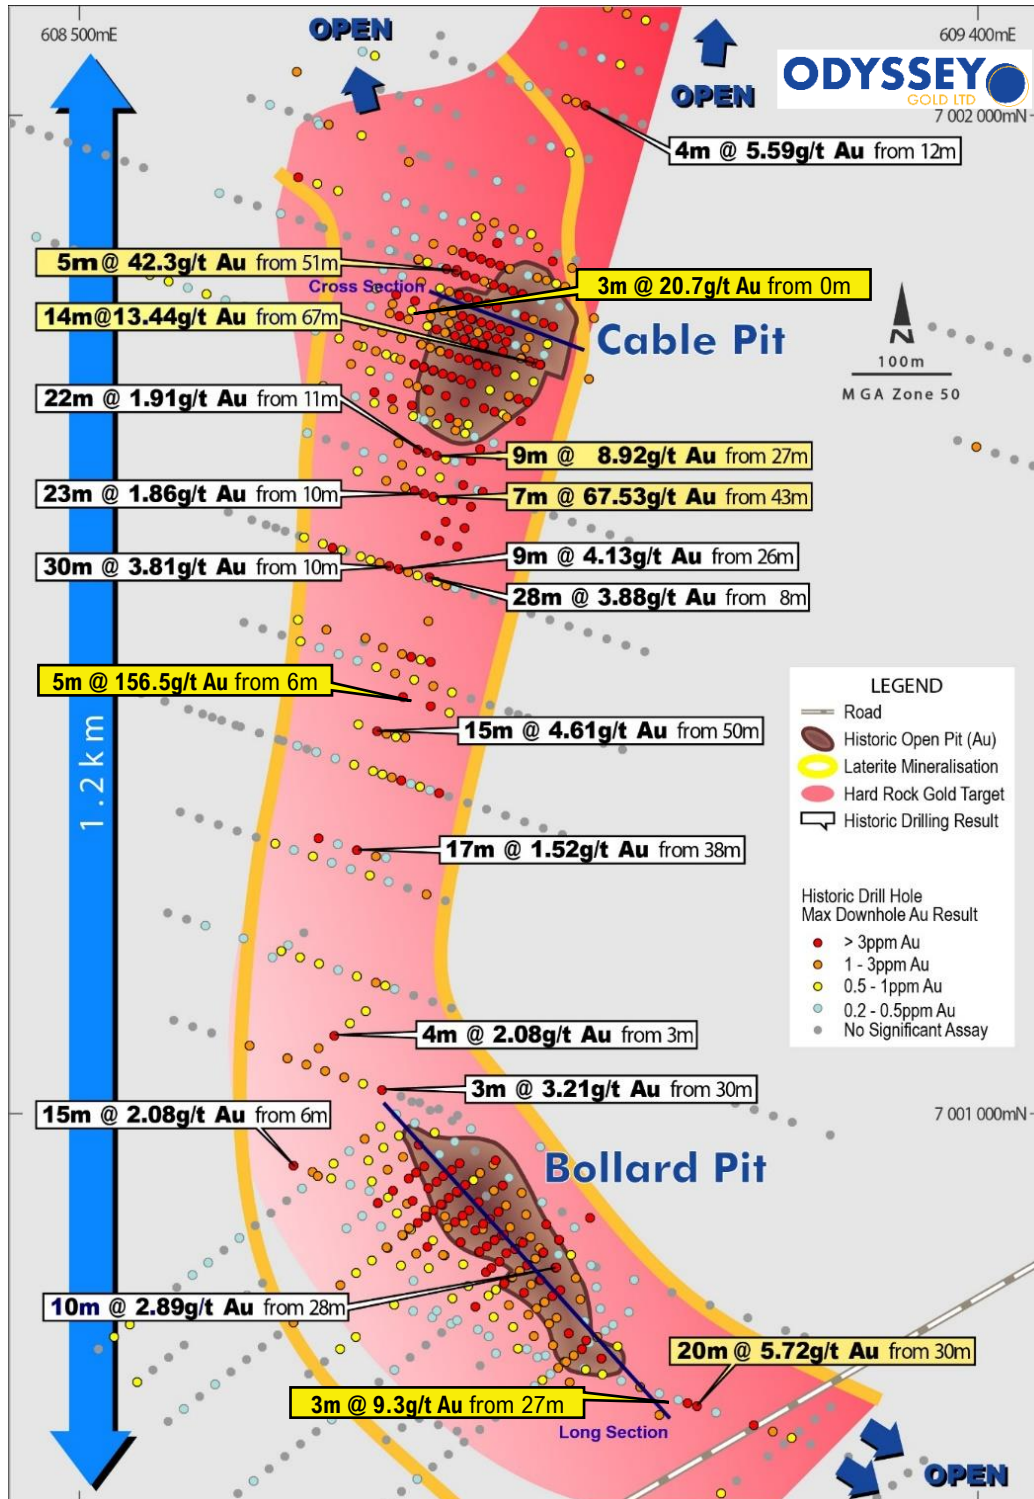 608 500mE
OPEN
609 400mE
ODYSSEY
GOLD LTD
OPEN
7 002 000mN
4m @ 5.59g/t Au from 12m
5m @ 42.3g/t Au from 51m
3m @ 20.7g/t Au from 0m
Cross Section
14m@13.44g/t Au from 67m
Cable Pit
N
100m
MGA Zone 50
22m @ 1.91g/t Au from 11m
9m @ 8.92g/t Au from 27m
23m @ 1.86g/t Au from 10m
7m @ 67.53g/t Au from 43m
9m @ 4.13g/t Au from 26m
30m @ 3.81g/t Au from 10m
28m @ 3.88g/t Au from 8m
5m @ 156.5g/t Au from 6m
15m @ 4.61g/t Au from 50m
1.2km
17m @ 1.52g/t Au from 38m
LEGEND
Road
Historic Open Pit (Au)
Laterite Mineralisation
Hard Rock Gold Target
Historic Drilling Result
Historic Drill Hole
Max Downhole Au Result
> 3ppm Au
1 - 3ppm Au
0.5 - 1ppm Au
0.2 - 0.5ppm Au
No Significant Assay
4m @ 2.08g/t Au from 3m
3m @ 3.21g/t Au from 30m
15m @ 2.08g/t Au from 6m
7 001 000mN
Bollard Pit
10m @ 2.89g/t Au from 28m
20m @ 5.72g/t Au from 30m
3m @ 9.3g/t Au from 27m
Long Section
OPEN